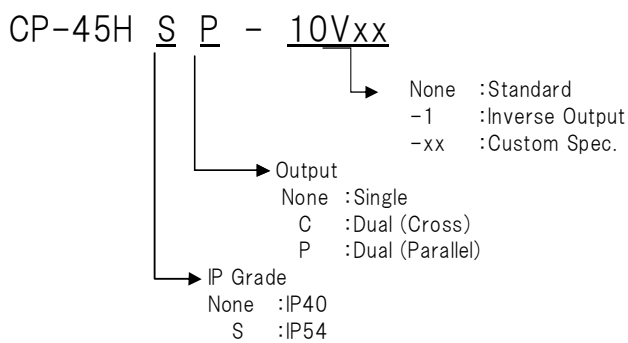 CP-45H S P - 10Vxx
None :Standard
-1 :Inverse Output
-xx :Custom Spec.
Output
None :Single
C :Dual (Cross)
P :Dual (Parallel)
IP Grade
None :IP40
S :IP54